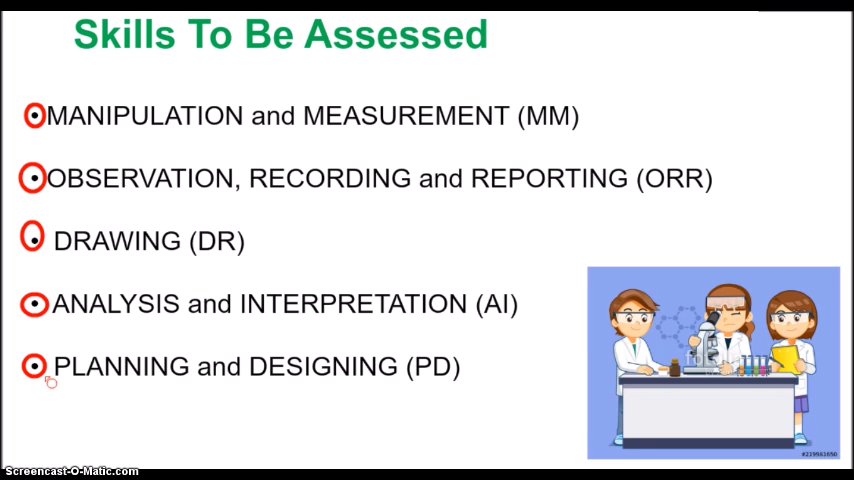 Skills To Be Assessed
MANIPULATION and MEASUREMENT (MM)
OBSERVATION, RECORDING and REPORTING (ORR)
DRAWING (DR)
ANALYSIS and INTERPRETATION (AI)
PLANNING and DESIGNING (PD)
#219981650
Screencast-O-Matic.com